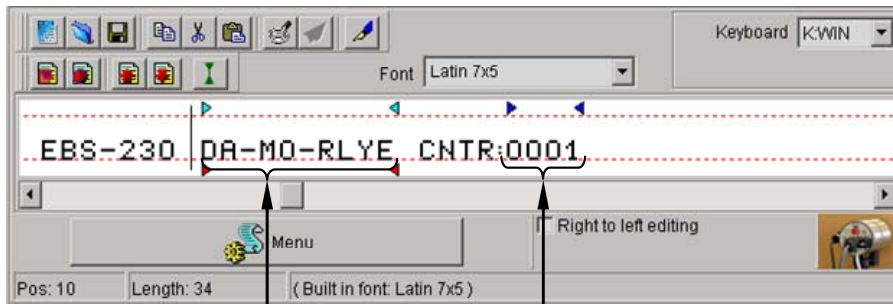 Keyboard K:WIN
Font Latin 7x5
EBS-230 DA-MO-RLYE CNTR:0001
Menu
Right to left editing
Pos: 10 Length: 34 ( Built in font: Latin 7x5 )